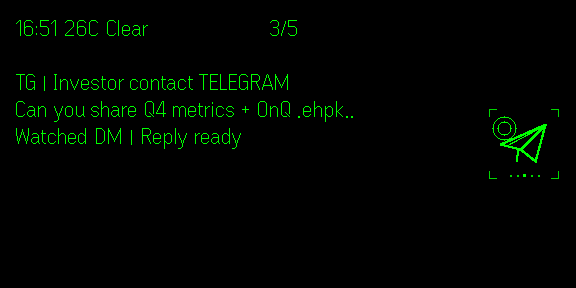 16:51 26C Clear 3/5
TG | Investor contact TELEGRAM
Can you share Q4 metrics + OnQ .ehpk..
Watched DM | Reply ready